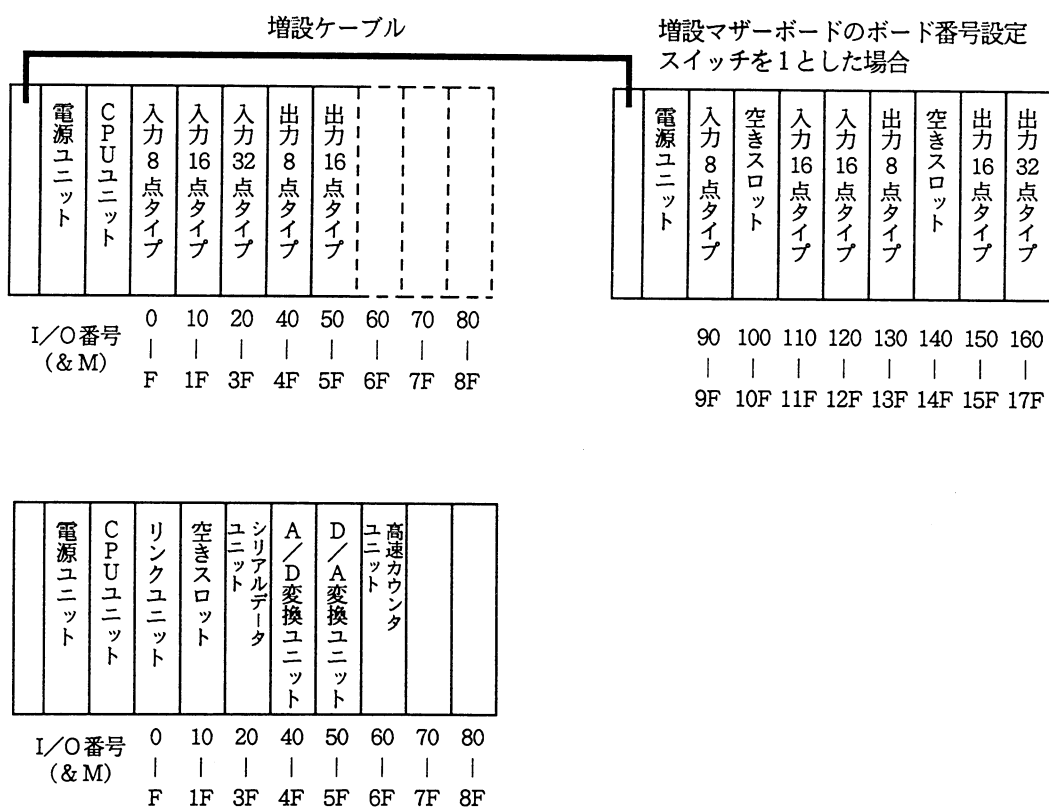 増設ケーブル
増設マザーボードのボード番号設定
スイッチを1とした場合
電源ユニット
CPUユニット
入力8点タイプ
入力16点タイプ
入力32点タイプ
出力8点タイプ
出力16点タイプ
I/O番号
(&M)
0 10 20 40 50 60 70 80
F 1F 3F 4F 5F 6F 7F 8F
電源ユニット
入力8点タイプ
空きスロット
入力16点タイプ
入力16点タイプ
出力8点タイプ
空きスロット
出力16点タイプ
出力32点タイプ
90 100 110 120 130 140 150 160
9F 10F 11F 12F 13F 14F 15F 17F
電源ユニット
CPUユニット
リンクユニット
空きスロット
シリアルデータ
ユニット
A/D変換ユニット
D/A変換ユニット
高速カウンタ
ユニット
I/O番号
(&M)
0 10 20 40 50 60 70 80
F 1F 3F 4F 5F 6F 7F 8F